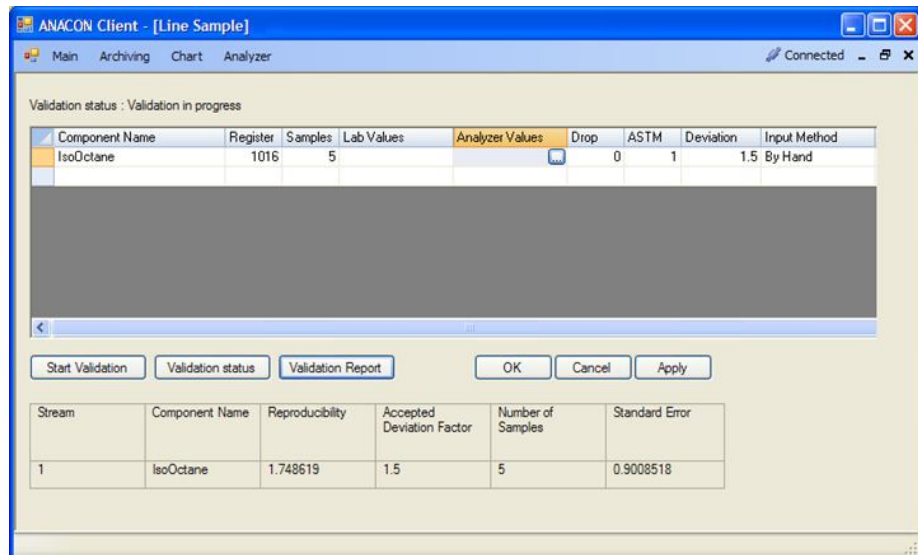 ANACON Client - [Line Sample]
Main Archiving Chart Analyzer Connected
Validation status : Validation in progress
Component Name Register Samples Lab Values Analyzer Values Drop ASTM Deviation Input Method
IsoOctane 1016 5 ... 0 1 1.5 By Hand
Start Validation Validation status Validation Report OK Cancel Apply
Stream Component Name Reproducibility Accepted Deviation Factor Number of Samples Standard Error
1 IsoOctane 1.748619 1.5 5 0.9008518